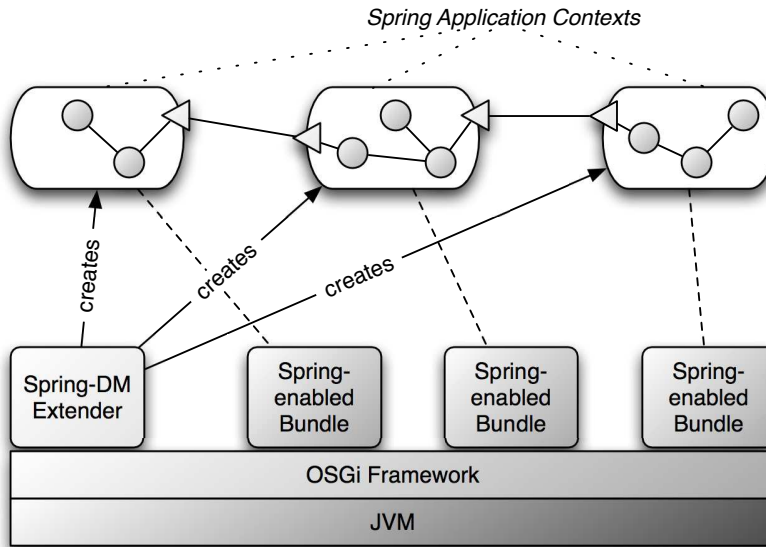 Spring Application Contexts
creates
creates
creates
Spring-DM
Extender
Spring-
enabled
Bundle
Spring-
enabled
Bundle
Spring-
enabled
Bundle
OSGi Framework
JVM